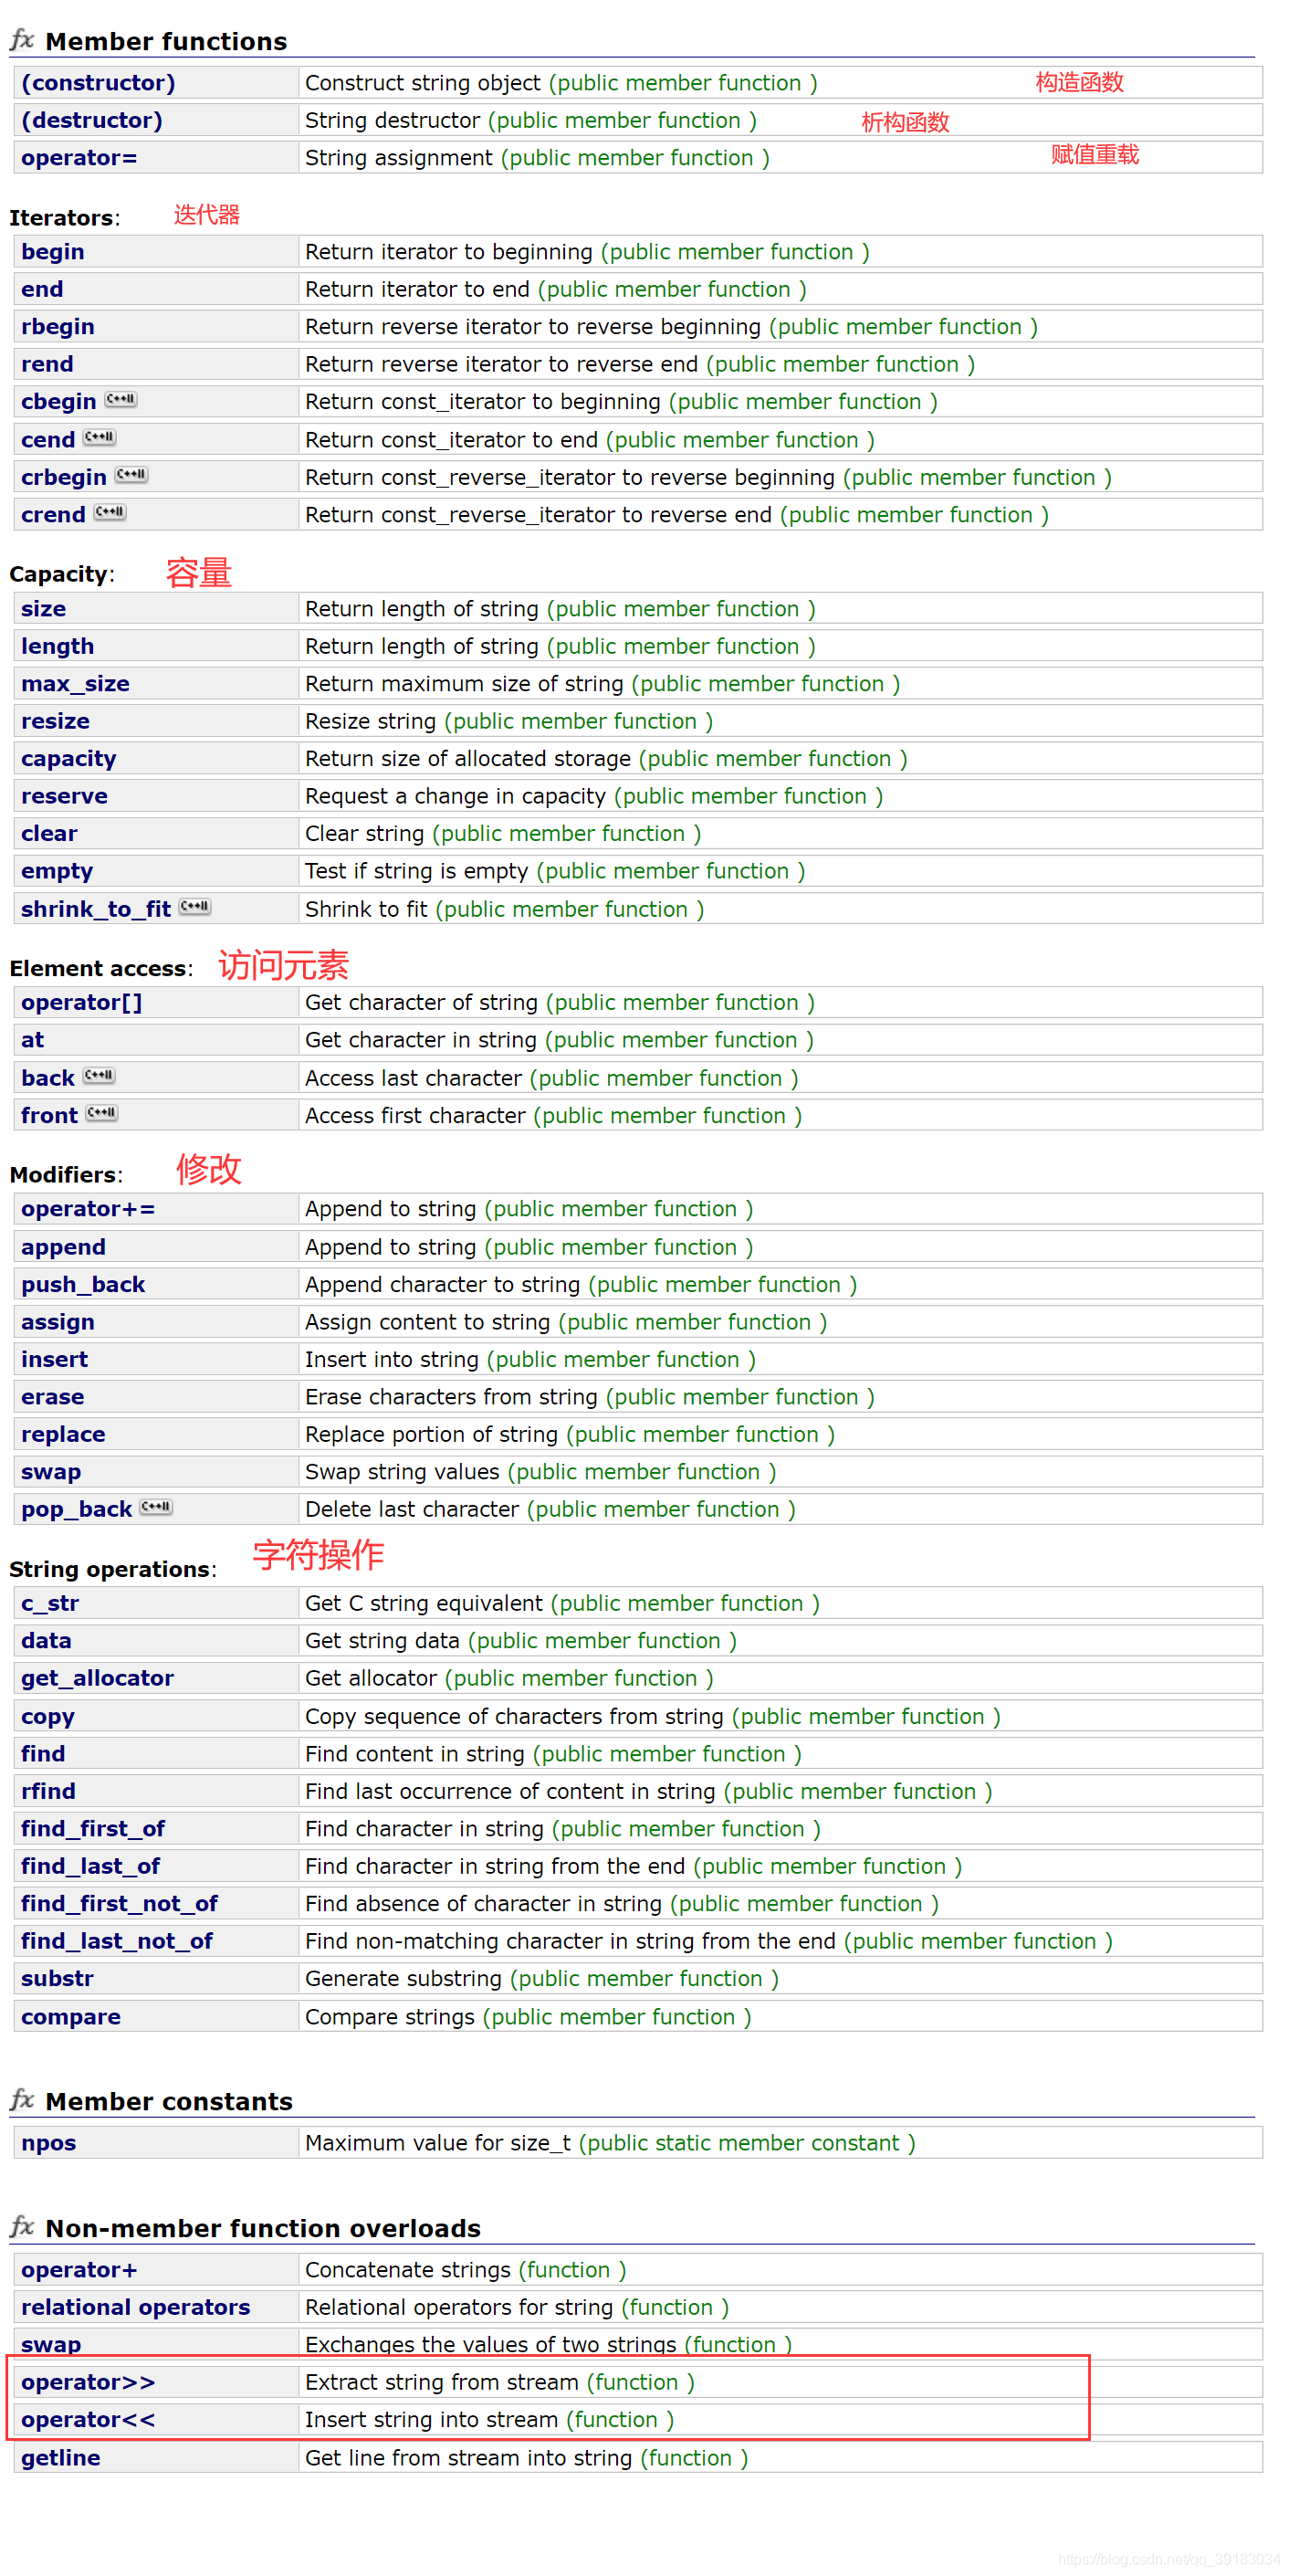 fx Member functions
(constructor) Construct string object (public member function ) 构造函数
(destructor) String destructor (public member function ) 析构函数
operator= String assignment (public member function ) 赋值重载
Iterators: 迭代器
begin Return iterator to beginning (public member function )
end Return iterator to end (public member function )
rbegin Return reverse iterator to reverse beginning (public member function )
rend Return reverse iterator to reverse end (public member function )
cbegin C++11 Return const_iterator to beginning (public member function )
cend C++11 Return const_iterator to end (public member function )
crbegin C++11 Return const_reverse_iterator to reverse beginning (public member function )
crend C++11 Return const_reverse_iterator to reverse end (public member function )
Capacity: 容量
size Return length of string (public member function )
length Return length of string (public member function )
max_size Return maximum size of string (public member function )
resize Resize string (public member function )
capacity Return size of allocated storage (public member function )
reserve Request a change in capacity (public member function )
clear Clear string (public member function )
empty Test if string is empty (public member function )
shrink_to_fit C++11 Shrink to fit (public member function )
Element access: 访问元素
operator[] Get character of string (public member function )
at Get character in string (public member function )
back C++11 Access last character (public member function )
front C++11 Access first character (public member function )
Modifiers: 修改
operator+= Append to string (public member function )
append Append to string (public member function )
push_back Append character to string (public member function )
assign Assign content to string (public member function )
insert Insert into string (public member function )
erase Erase characters from string (public member function )
replace Replace portion of string (public member function )
swap Swap string values (public member function )
pop_back C++11 Delete last character (public member function )
String operations: 字符操作
c_str Get C string equivalent (public member function )
data Get string data (public member function )
get_allocator Get allocator (public member function )
copy Copy sequence of characters from string (public member function )
find Find content in string (public member function )
rfind Find last occurrence of content in string (public member function )
find_first_of Find character in string (public member function )
find_last_of Find character in string from the end (public member function )
find_first_not_of Find absence of character in string (public member function )
find_last_not_of Find non-matching character in string from the end (public member function )
substr Generate substring (public member function )
compare Compare strings (public member function )
fx Member constants
npos Maximum value for size_t (public static member constant )
fx Non-member function overloads
operator+ Concatenate strings (function )
relational operators Relational operators for string (function )
swap Exchanges the values of two strings (function )
operator>> Extract string from stream (function )
operator<< Insert string into stream (function )
getline Get line from stream into string (function )
https://blog.csdn.net/qq_39183034